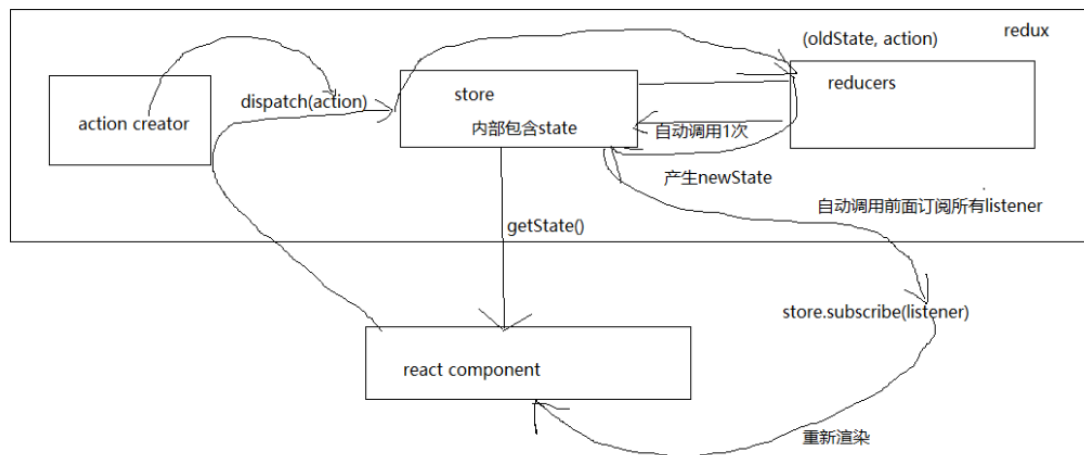 redux
(oldState, action)
reducers
store
dispatch(action)
action creator
内部包含state
自动调用1次
产生newState
自动调用前面订阅所有listener
getState()
store.subscribe(listener)
react component
重新渲染